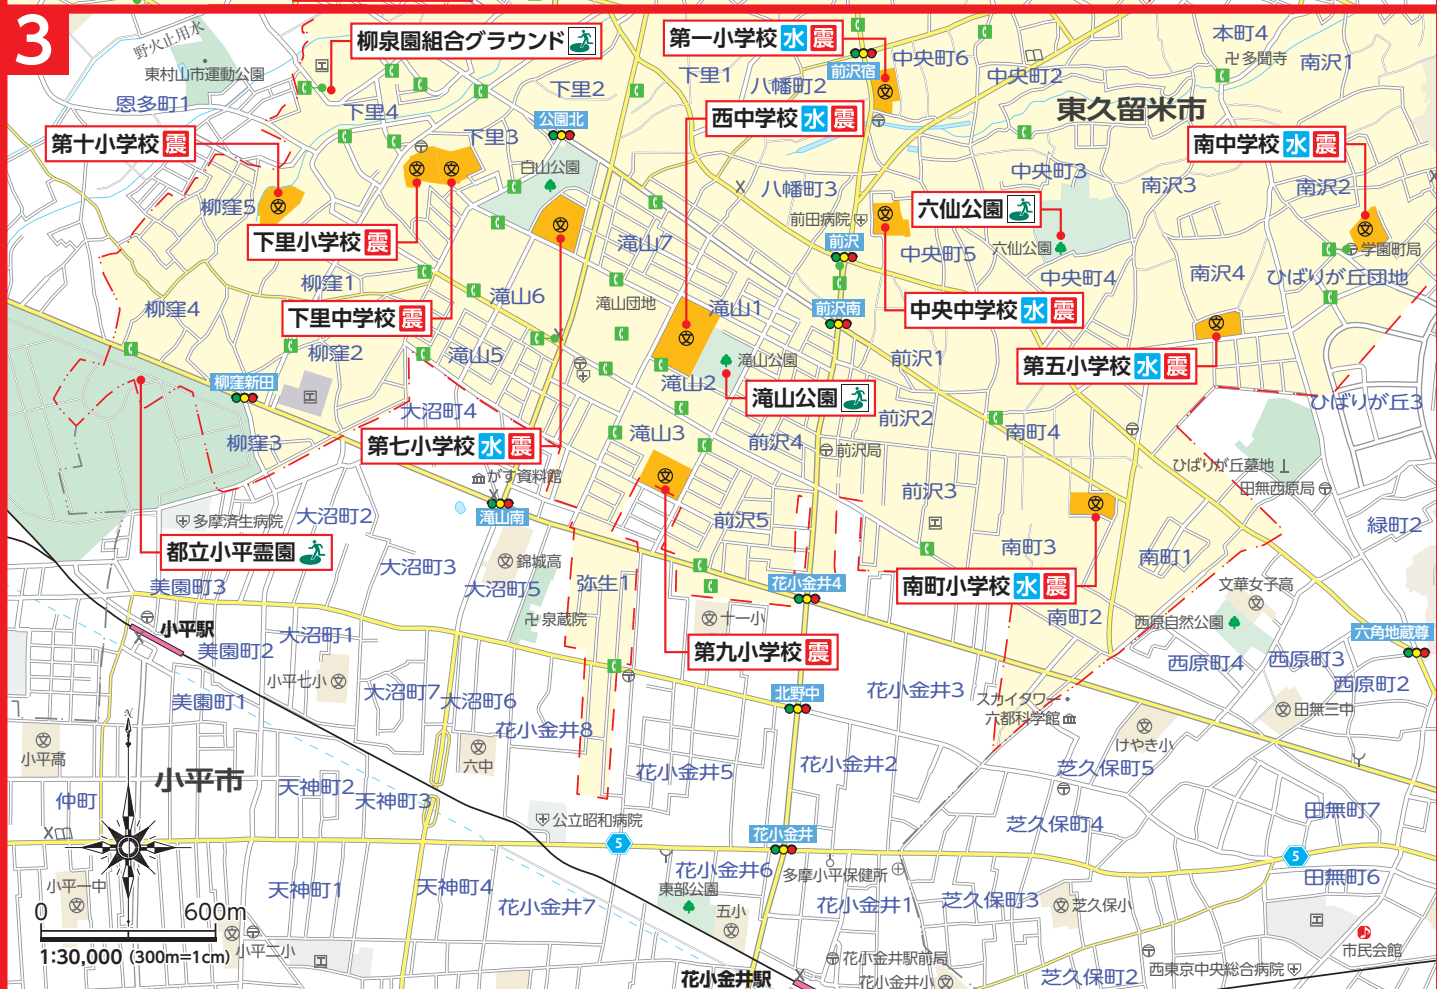 3
野火止用水
東村山市運動公園
恩多町1
柳泉園組合グラウンド
第一小学校 水 震
中央町6
本町4
多聞寺
南沢1
下里1
八幡町2
前沢宿
中央町2
下里2
下里4
西中学校 水 震
東久留米市
公園北
下里3
第十小学校 震
南中学校 水 震
白山公園
八幡町3
中央町3
南沢3
南沢2
柳窪5
前田病院
六仙公園
下里小学校 震
滝山7
前沢
中央町5
六仙公園
学園町局
柳窪1
中央町4
南沢4
ひばりが丘団地
柳窪4
滝山6
滝山団地
滝山1
前沢南
中央中学校 水 震
下里中学校 震
柳窪2
滝山5
滝山公園
前沢1
第五小学校 水 震
柳窪新田
滝山2
滝山公園
大沼町4
前沢2
ひばりが丘3
柳窪3
第七小学校 水 震
滝山3
前沢4
前沢局
南町4
がす資料館
ひばりが丘墓地
田無西原局
前沢3
多摩済生病院
大沼町2
滝山南
前沢5
緑町2
都立小平霊園
大沼町3
錦城高
南町3
南町1
美園町3
大沼町5
弥生1
花小金井4
南町小学校 水 震
文華女子高
泉蔵院
十一小
南町2
西原自然公園
六角地蔵尊
小平駅
大沼町1
美園町2
第九小学校 震
西原町4
西原町3
西原町2
小平七小
大沼町7
大沼町6
北野中
花小金井3
スカイタワー
六都科学館
田無三中
美園町1
花小金井8
けやき小
小平高
六中
小平市
花小金井5
花小金井2
芝久保町5
仲町
天神町2
天神町3
田無町7
公立昭和病院
5
花小金井
芝久保町4
5
小平一中
天神町1
天神町4
花小金井6
東部公園
多摩小平保健所
田無町6
花小金井7
五小
花小金井1
芝久保町3
芝久保小
0 600m
小平二小
市民会館
1:30,000 (300m=1cm)
花小金井駅前局
花小金井駅
花小金井小
芝久保町2
西東京中央総合病院